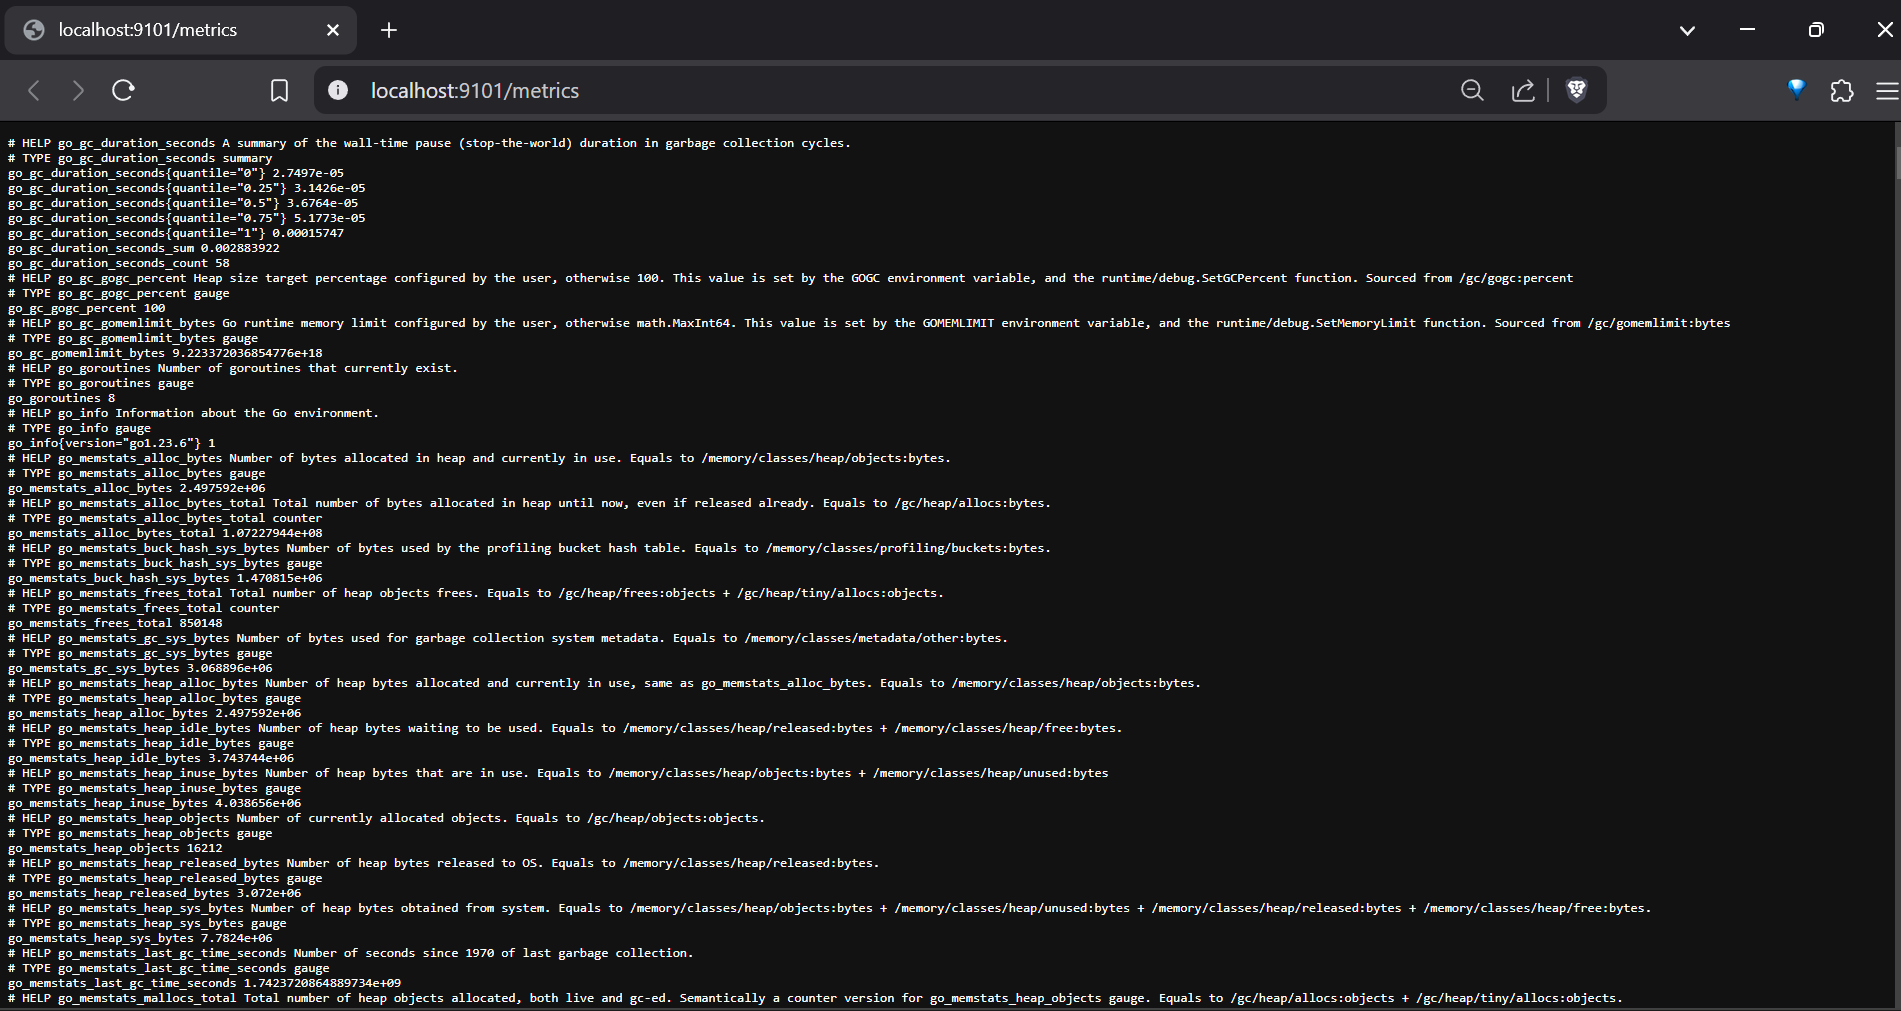 localhost:9101/metrics
localhost:9101/metrics
# HELP go_gc_duration_seconds A summary of the wall-time pause (stop-the-world) duration in garbage collection cycles.
# TYPE go_gc_duration_seconds summary
go_gc_duration_seconds{quantile="0"} 2.7497e-05
go_gc_duration_seconds{quantile="0.25"} 3.1426e-05
go_gc_duration_seconds{quantile="0.5"} 3.6764e-05
go_gc_duration_seconds{quantile="0.75"} 5.1773e-05
go_gc_duration_seconds{quantile="1"} 0.00015747
go_gc_duration_seconds_sum 0.002883922
go_gc_duration_seconds_count 58
# HELP go_gc_gogc_percent Heap size target percentage configured by the user, otherwise 100. This value is set by the GOGC environment variable, and the runtime/debug.SetGCPercent function. Sourced from /gc/gogc:percent
# TYPE go_gc_gogc_percent gauge
go_gc_gogc_percent 100
# HELP go_gc_gomemlimit_bytes Go runtime memory limit configured by the user, otherwise math.MaxInt64. This value is set by the GOMEMLIMIT environment variable, and the runtime/debug.SetMemoryLimit function. Sourced from /gc/gomemlimit:bytes
# TYPE go_gc_gomemlimit_bytes gauge
go_gc_gomemlimit_bytes 9.223372036854776e+18
# HELP go_goroutines Number of goroutines that currently exist.
# TYPE go_goroutines gauge
go_goroutines 8
# HELP go_info Information about the Go environment.
# TYPE go_info gauge
go_info{version="go1.23.6"} 1
# HELP go_memstats_alloc_bytes Number of bytes allocated in heap and currently in use. Equals to /memory/classes/heap/objects:bytes.
# TYPE go_memstats_alloc_bytes gauge
go_memstats_alloc_bytes 2.497592e+06
# HELP go_memstats_alloc_bytes_total Total number of bytes allocated in heap until now, even if released already. Equals to /gc/heap/allocs:bytes.
# TYPE go_memstats_alloc_bytes_total counter
go_memstats_alloc_bytes_total 1.07227944e+08
# HELP go_memstats_buck_hash_sys_bytes Number of bytes used by the profiling bucket hash table. Equals to /memory/classes/profiling/buckets:bytes.
# TYPE go_memstats_buck_hash_sys_bytes gauge
go_memstats_buck_hash_sys_bytes 1.470815e+06
# HELP go_memstats_frees_total Total number of heap objects frees. Equals to /gc/heap/frees:objects + /gc/heap/tiny/allocs:objects.
# TYPE go_memstats_frees_total counter
go_memstats_frees_total 850148
# HELP go_memstats_gc_sys_bytes Number of bytes used for garbage collection system metadata. Equals to /memory/classes/metadata/other:bytes.
# TYPE go_memstats_gc_sys_bytes gauge
go_memstats_gc_sys_bytes 3.068896e+06
# HELP go_memstats_heap_alloc_bytes Number of heap bytes allocated and currently in use, same as go_memstats_alloc_bytes. Equals to /memory/classes/heap/objects:bytes.
# TYPE go_memstats_heap_alloc_bytes gauge
go_memstats_heap_alloc_bytes 2.497592e+06
# HELP go_memstats_heap_idle_bytes Number of heap bytes waiting to be used. Equals to /memory/classes/heap/released:bytes + /memory/classes/heap/free:bytes.
# TYPE go_memstats_heap_idle_bytes gauge
go_memstats_heap_idle_bytes 3.743744e+06
# HELP go_memstats_heap_inuse_bytes Number of heap bytes that are in use. Equals to /memory/classes/heap/objects:bytes + /memory/classes/heap/unused:bytes
# TYPE go_memstats_heap_inuse_bytes gauge
go_memstats_heap_inuse_bytes 4.038656e+06
# HELP go_memstats_heap_objects Number of currently allocated objects. Equals to /gc/heap/objects:objects.
# TYPE go_memstats_heap_objects gauge
go_memstats_heap_objects 16212
# HELP go_memstats_heap_released_bytes Number of heap bytes released to OS. Equals to /memory/classes/heap/released:bytes.
# TYPE go_memstats_heap_released_bytes gauge
go_memstats_heap_released_bytes 3.072e+06
# HELP go_memstats_heap_sys_bytes Number of heap bytes obtained from system. Equals to /memory/classes/heap/objects:bytes + /memory/classes/heap/unused:bytes + /memory/classes/heap/released:bytes + /memory/classes/heap/free:bytes.
# TYPE go_memstats_heap_sys_bytes gauge
go_memstats_heap_sys_bytes 7.7824e+06
# HELP go_memstats_last_gc_time_seconds Number of seconds since 1970 of last garbage collection.
# TYPE go_memstats_last_gc_time_seconds gauge
go_memstats_last_gc_time_seconds 1.7423720864889734e+09
# HELP go_memstats_mallocs_total Total number of heap objects allocated, both live and gc-ed. Semantically a counter version for go_memstats_heap_objects gauge. Equals to /gc/heap/allocs:objects + /gc/heap/tiny/allocs:objects.